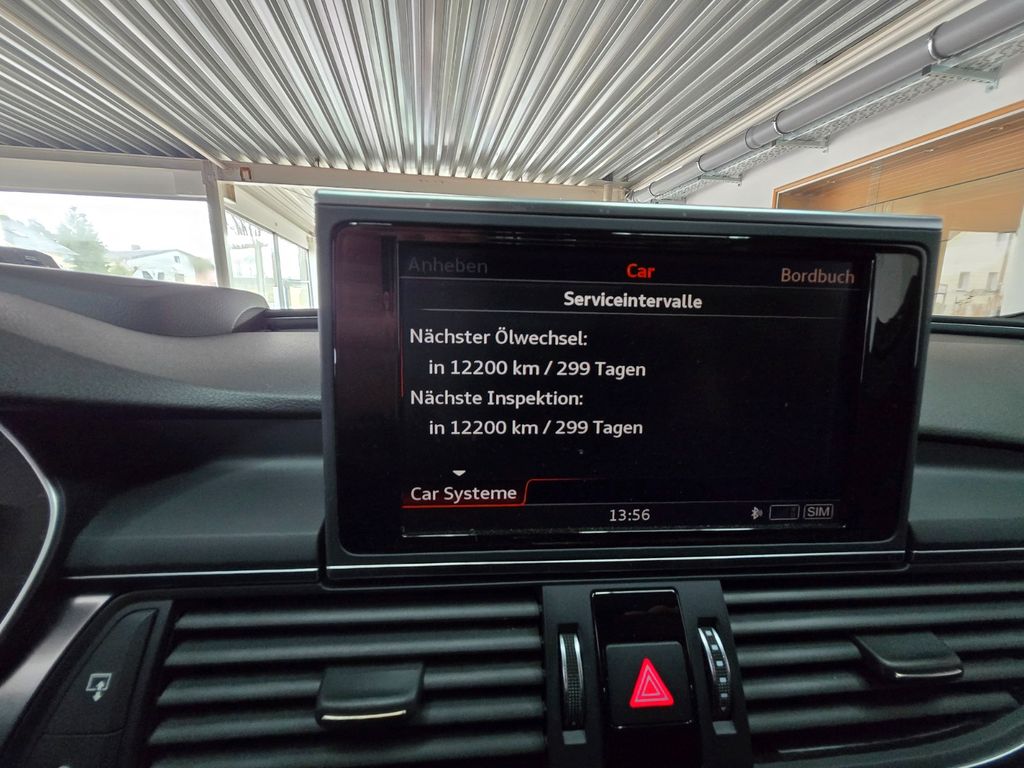 Anheben Car Bordbuch
Serviceintervalle
Nächster Ölwechsel:
in 12200 km / 299 Tagen
Nächste Inspektion:
in 12200 km / 299 Tagen
Car Systeme
13:56 SIM